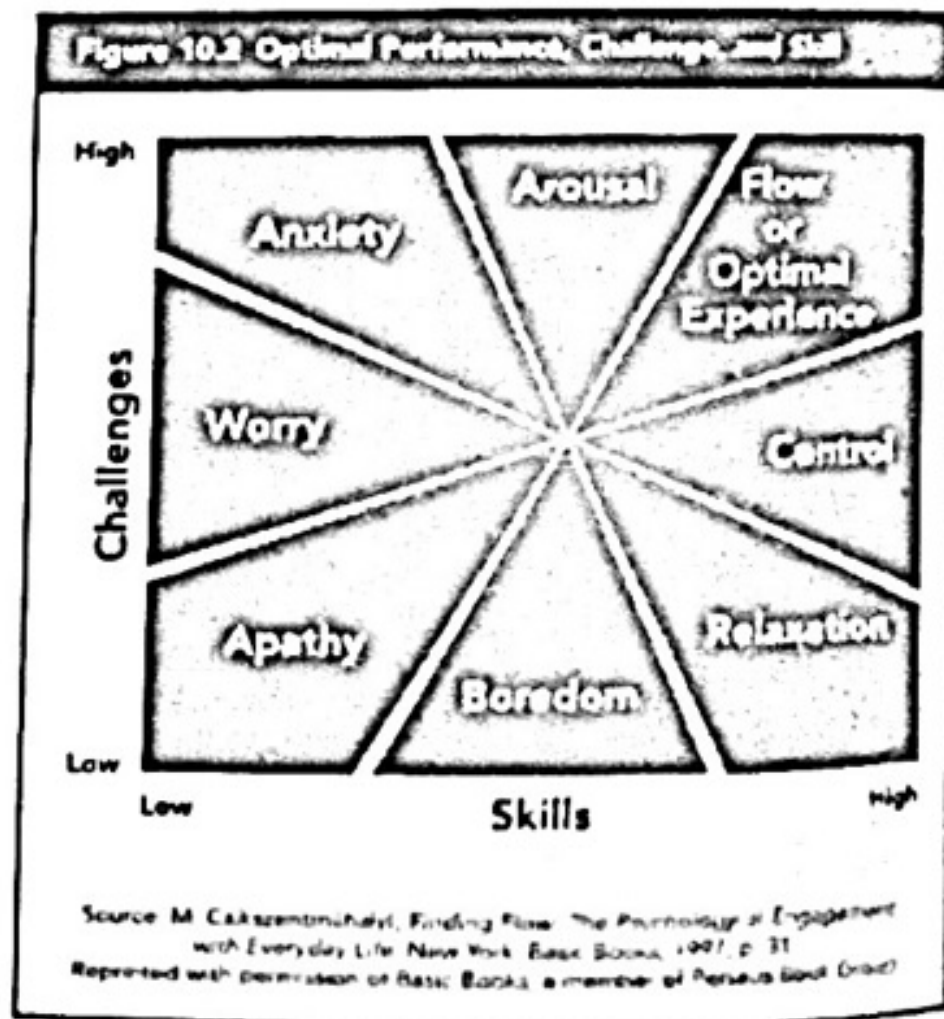 Figure 10.2 Optimal Performance, Challenge, and Skill
High
Anxiety
Arousal
Flow
or
Optimal
Experience
Challenges
Worry
Control
Apathy
Boredom
Relaxation
Low
Low
Skills
High
Source: M. Csikszentmihalyi, Finding Flow: The Psychology of Engagement
with Everyday Life. New York: Basic Books, 1997, p. 31
Reprinted with permission of Basic Books, a member of Perseus Book Group